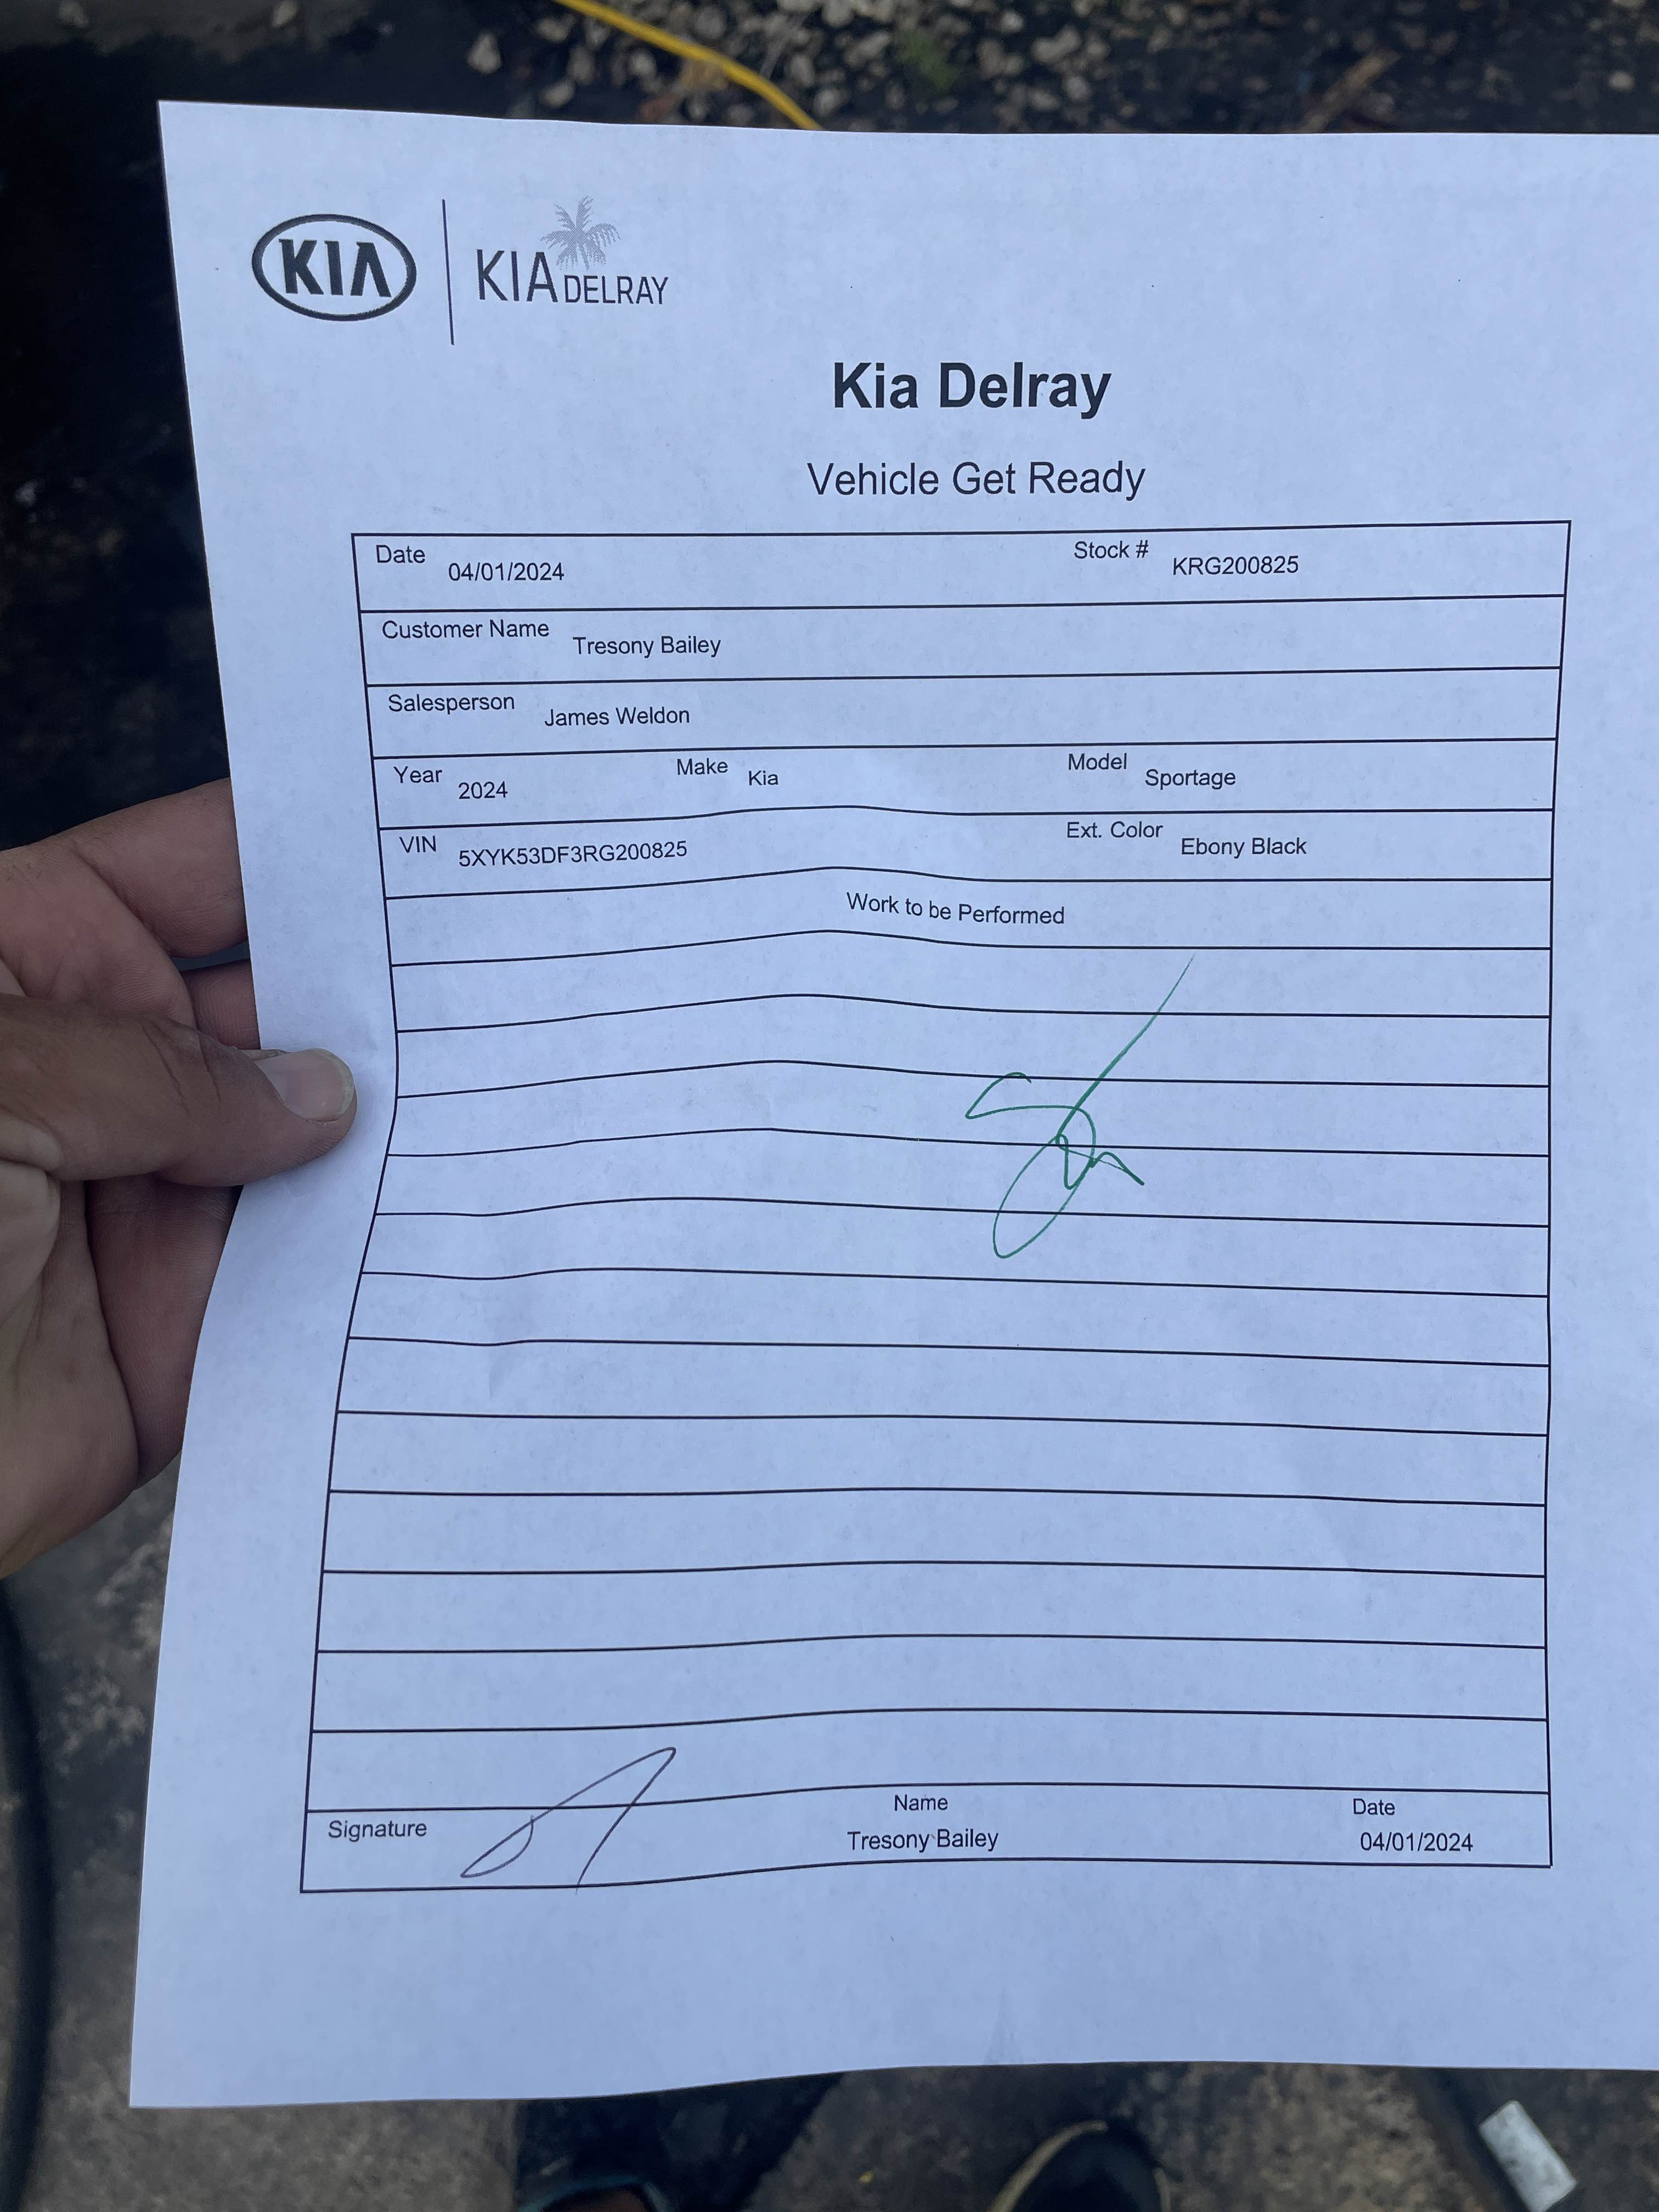 KIA KIA DELRAY
Kia Delray
Vehicle Get Ready
Date 04/01/2024 Stock # KRG200825
Customer Name Tresony Bailey
Salesperson James Weldon
Year 2024 Make Kia Model Sportage
VIN 5XYK53DF3RG200825 Ext. Color Ebony Black
Work to be Performed
Signature Name Tresony Bailey Date 04/01/2024